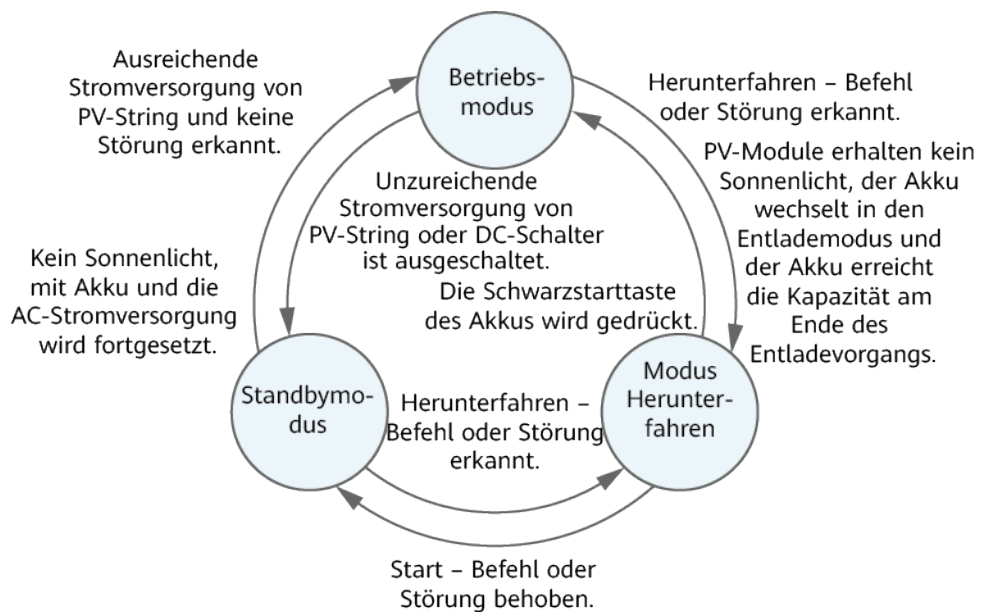 Ausreichende
Stromversorgung von
PV-String und keine
Störung erkannt.
Betriebs-
modus
Herunterfahren – Befehl
oder Störung erkannt.
PV-Module erhalten kein
Sonnenlicht, der Akku
wechselt in den
Entlademodus und
der Akku erreicht
die Kapazität am
Ende des
Entladevorgangs.
Unzureichende
Stromversorgung von
PV-String oder DC-Schalter
ist ausgeschaltet.
Kein Sonnenlicht,
mit Akku und die
AC-Stromversorgung
wird fortgesetzt.
Die Schwarzstarttaste
des Akkus wird gedrückt.
Standbymo-
dus
Herunterfahren –
Befehl oder Störung
erkannt.
Modus
Herunter-
fahren
Start – Befehl oder
Störung behoben.